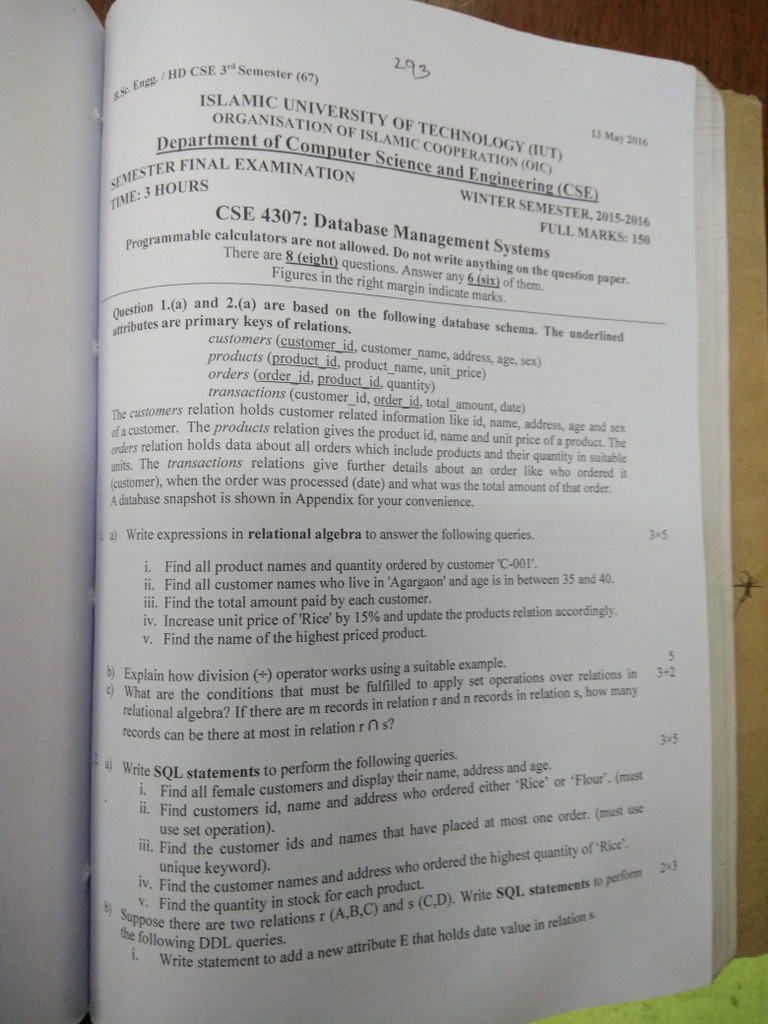 293
B.Sc. Engg. / HD CSE 3rd Semester (67)
13 May 2016
ISLAMIC UNIVERSITY OF TECHNOLOGY (IUT)
ORGANISATION OF ISLAMIC COOPERATION (OIC)
Department of Computer Science and Engineering (CSE)
SEMESTER FINAL EXAMINATION
WINTER SEMESTER, 2015-2016
TIME: 3 HOURS
FULL MARKS: 150
CSE 4307: Database Management Systems
Programmable calculators are not allowed. Do not write anything on the question paper.
There are 8 (eight) questions. Answer any 6 (six) of them.
Figures in the right margin indicate marks.
Question 1.(a) and 2.(a) are based on the following database schema. The underlined
attributes are primary keys of relations.
customers (customer_id, customer_name, address, age, sex)
products (product_id, product_name, unit_price)
orders (order_id, product_id, quantity)
transactions (customer_id, order_id, total_amount, date)
The customers relation holds customer related information like id, name, address, age and sex
of a customer. The products relation gives the product id, name and unit price of a product. The
orders relation holds data about all orders which include products and their quantity in suitable
units. The transactions relations give further details about an order like who ordered it
(customer), when the order was processed (date) and what was the total amount of that order.
A database snapshot is shown in Appendix for your convenience.
1. a) Write expressions in relational algebra to answer the following queries. 3×5
i. Find all product names and quantity ordered by customer 'C-001'.
ii. Find all customer names who live in 'Agargaon' and age is in between 35 and 40.
iii. Find the total amount paid by each customer.
iv. Increase unit price of 'Rice' by 15% and update the products relation accordingly.
v. Find the name of the highest priced product.
b) Explain how division (÷) operator works using a suitable example. 5
c) What are the conditions that must be fulfilled to apply set operations over relations in 3+2
relational algebra? If there are m records in relation r and n records in relation s, how many
records can be there at most in relation r ∩ s?
2. a) Write SQL statements to perform the following queries. 3×5
i. Find all female customers and display their name, address and age.
ii. Find customers id, name and address who ordered either 'Rice' or 'Flour'. (must
use set operation).
iii. Find the customer ids and names that have placed at most one order. (must use
unique keyword).
iv. Find the customer names and address who ordered the highest quantity of 'Rice'.
v. Find the quantity in stock for each product.
b) Suppose there are two relations r (A,B,C) and s (C,D). Write SQL statements to perform 2×3
the following DDL queries.
i. Write statement to add a new attribute E that holds date value in relation s.